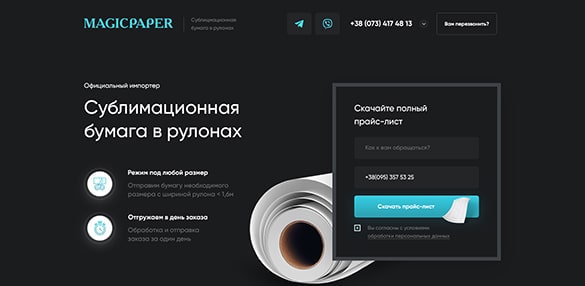 MAGICPAPER
Сублимационная
бумага в рулонах
+38 (073) 417 48 13
Вам перезвонить?
Официальный импортер
Сублимационная
бумага в рулонах
Режим под любой размер
Отправим бумагу необходимого
размера с шириной рулона < 1,6м
Отгружаем в день заказа
Обработка и отправка
заказа за один день
Скачайте полный
прайс-лист
Как к вам обращаться?
+38(095) 357 53 25
Скачать прайс-лист
Вы согласны с условиями
обработки персональных данных